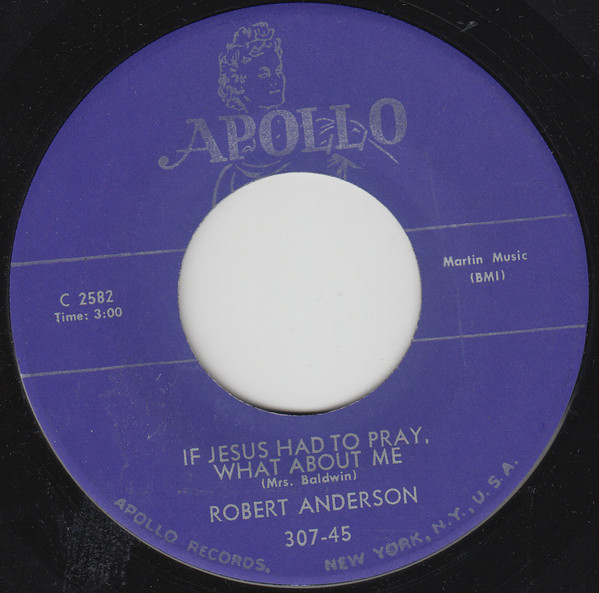 APOLLO
Martin Music
(BMI)
C 2582
Time: 3:00
IF JESUS HAD TO PRAY,
WHAT ABOUT ME
(Mrs. Baldwin)
ROBERT ANDERSON
307-45
APOLLO RECORDS, NEW YORK, N.Y., U.S.A.